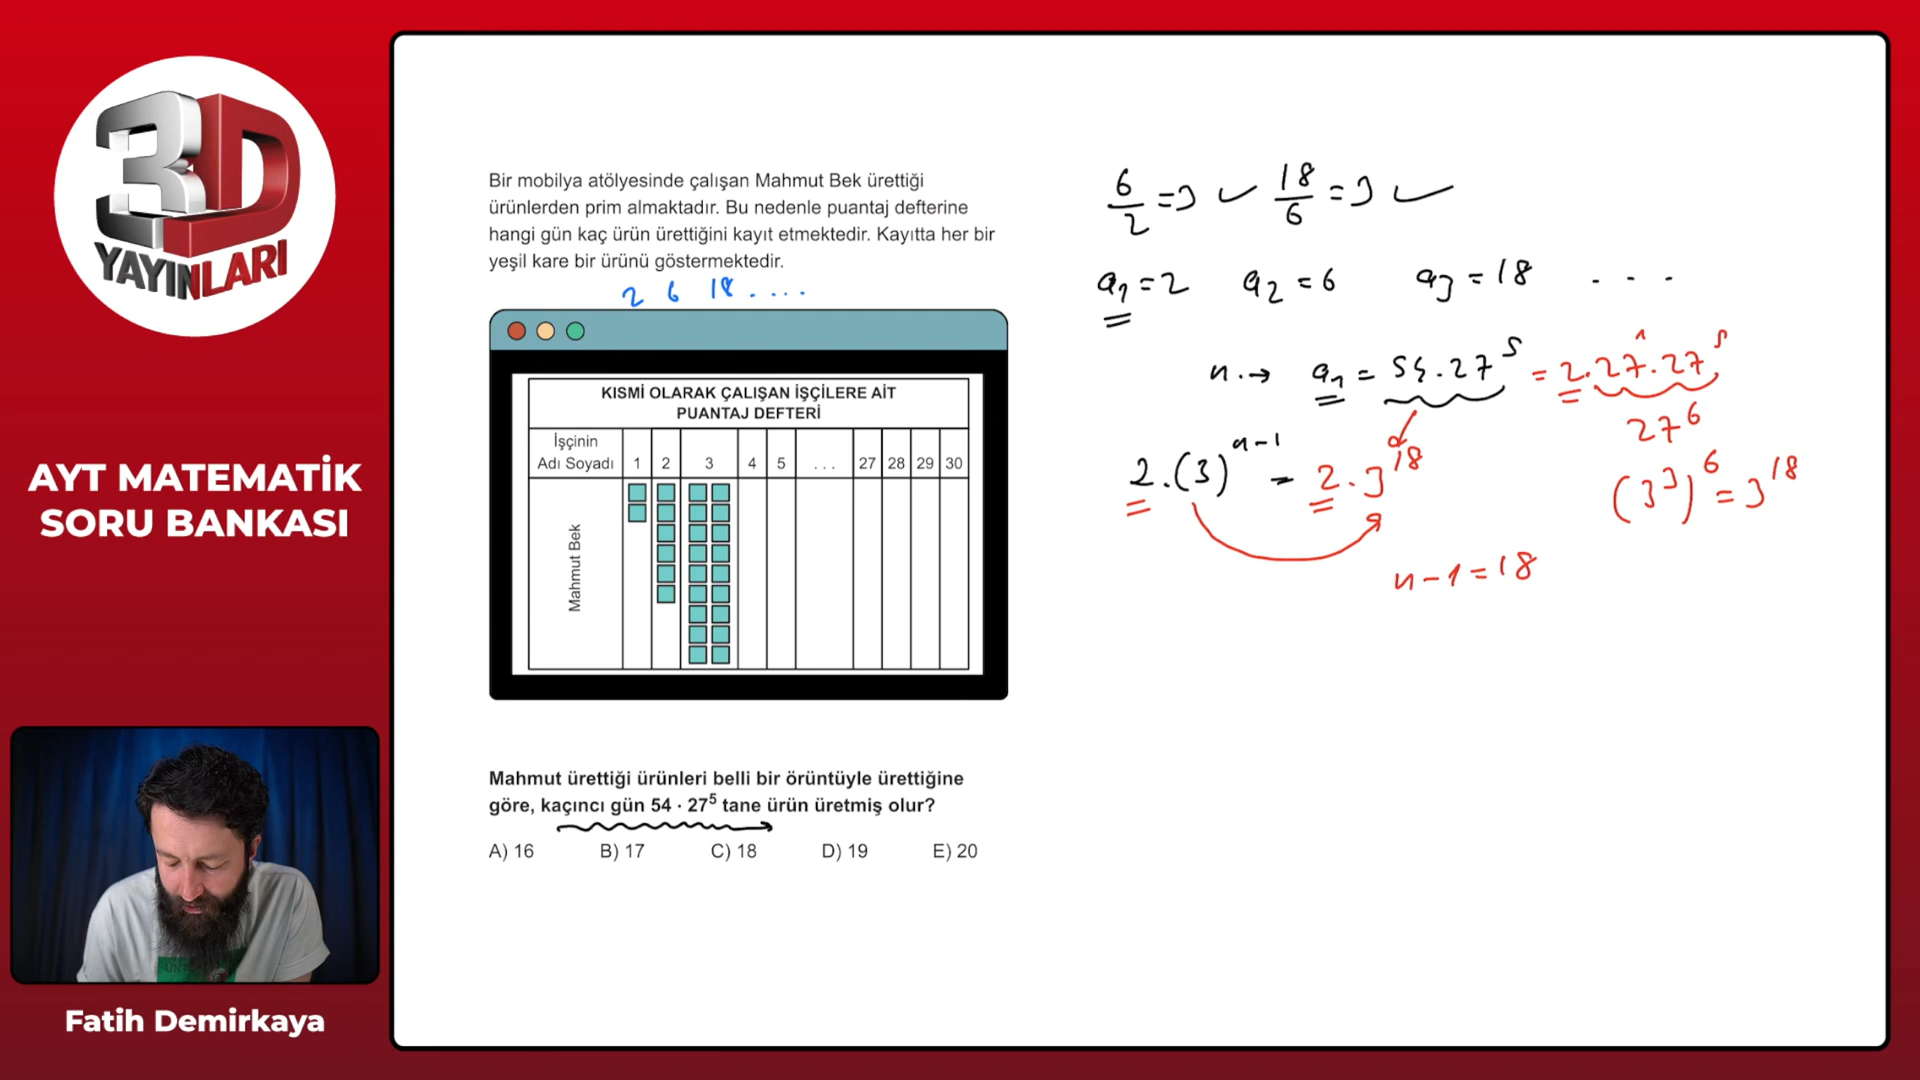 3D
YAYINLARI
AYT MATEMATİK
SORU BANKASI
Fatih Demirkaya
Bir mobilya atölyesinde çalışan Mahmut Bek ürettiği
ürünlerden prim almaktadır. Bu nedenle puantaj defterine
hangi gün kaç ürün ürettiğini kayıt etmektedir. Kayıtta her bir
yeşil kare bir ürünü göstermektedir.
2 6 18 . . . .
KISMİ OLARAK ÇALIŞAN İŞÇİLERE AİT
PUANTAJ DEFTERİ
İşçinin
Adı Soyadı 1 2 3 4 5 . . . 27 28 29 30
Mahmut Bek
Mahmut ürettiği ürünleri belli bir örüntüyle ürettiğine
göre, kaçıncı gün 54 · 27⁵ tane ürün üretmiş olur?
A) 16 B) 17 C) 18 D) 19 E) 20
6/2 = 3 ✓ 18/6 = 3 ✓
a₁ = 2 a₂ = 6 a₃ = 18 . . .
n. → aₙ = 54 . 27⁵ = 2 . 27¹ . 27⁵
27⁶
2 . (3)ⁿ⁻¹ = 2 . 3¹⁸
(3³)⁶ = 3¹⁸
n - 1 = 18